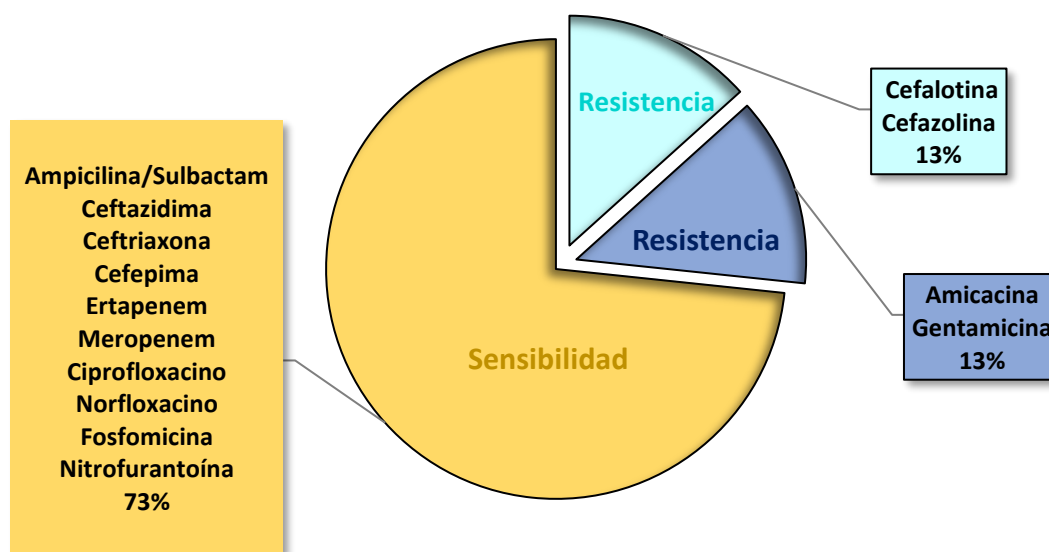 Resistencia
Cefalotina
Cefazolina
13%
Resistencia
Amicacina
Gentamicina
13%
Ampicilina/Sulbactam
Ceftazidima
Ceftriaxona
Cefepima
Ertapenem
Meropenem
Ciprofloxacino
Norfloxacino
Fosfomicina
Nitrofurantoína
73%
Sensibilidad